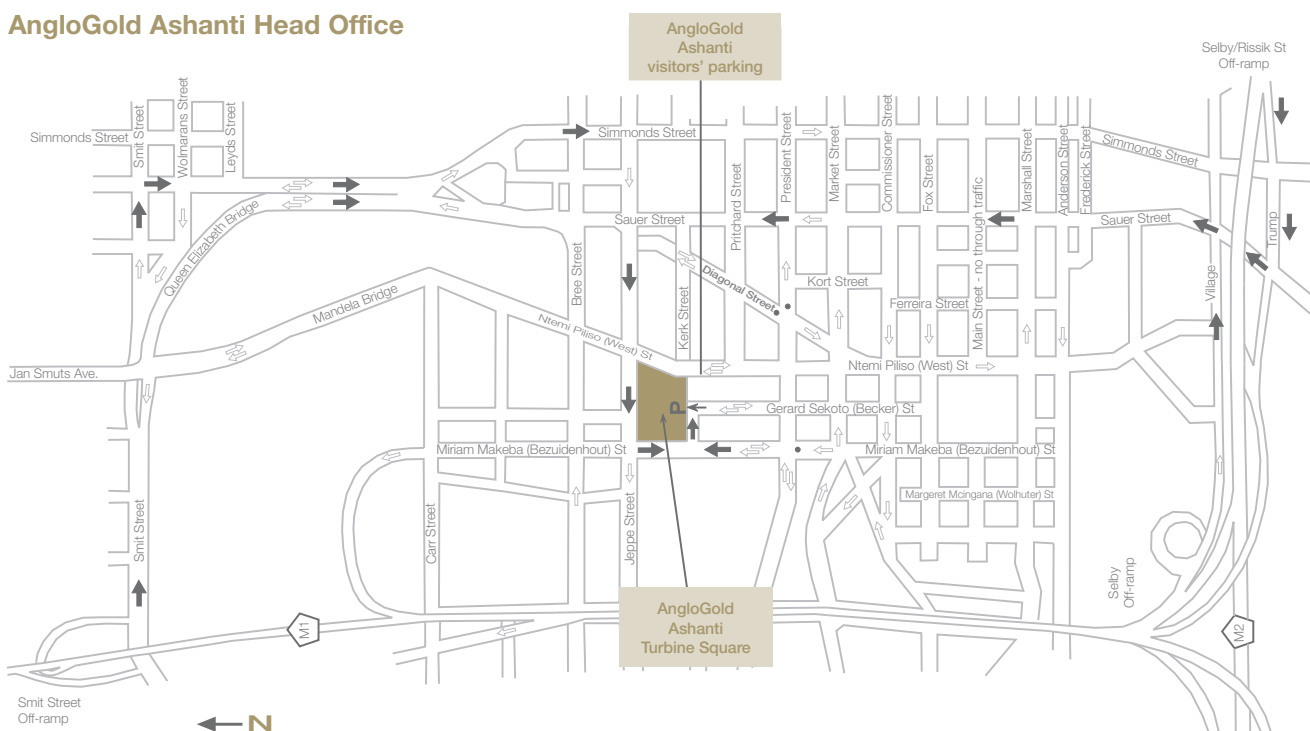 AngloGold Ashanti Head Office
AngloGold
Ashanti
visitors' parking
Selby/Rissik St
Off-ramp
Simmonds Street
Smit Street
Wolmarans Street
Leyds Street
Simmonds Street
President Street
Market Street
Commissioner Street
Fox Street
Marshall Street
Anderson Street
Frederick Street
Simmonds Street
Queen Elizabeth Bridge
Sauer Street
Pritchard Street
Main Street - no through traffic
Sauer Street
Trump
Village
Bree Street
Kerk Street
Diagonal Street
Kort Street
Ferreira Street
Mandela Bridge
Ntemi Piliso (West) St
Ntemi Piliso (West) St
Jan Smuts Ave.
P
Gerard Sekoto (Becker) St
Miriam Makeba (Bezuidenhout) St
Miriam Makeba (Bezuidenhout) St
Margeret Mcingana (Wolhuter) St
Smit Street
Carr Street
Jeppe Street
Selby
Off-ramp
AngloGold
Ashanti
Turbine Square
M1
M2
Smit Street
Off-ramp
N